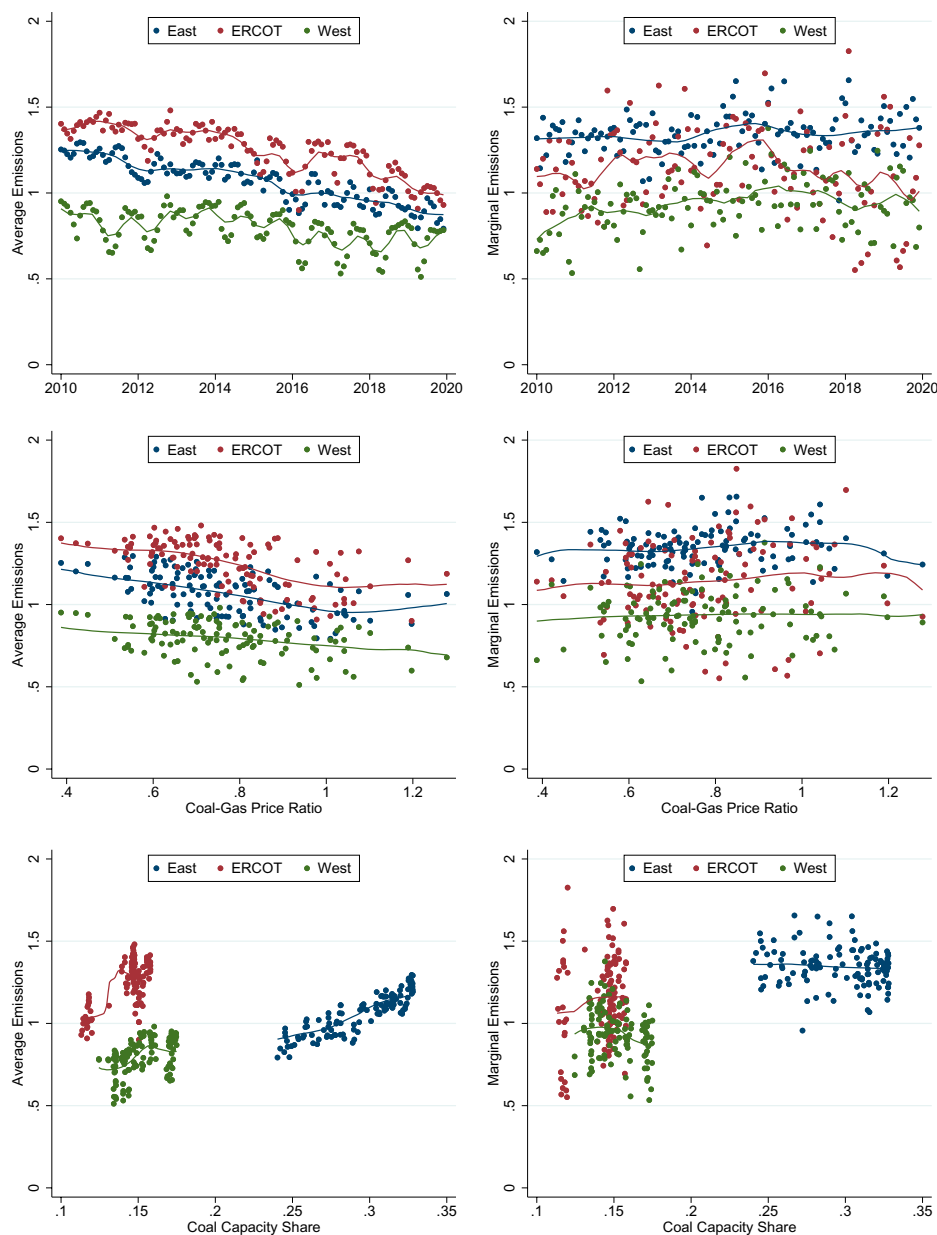 East ERCOT West
Average Emissions
2
1.5
1
.5
0
2010 2012 2014 2016 2018 2020
East ERCOT West
Marginal Emissions
2
1.5
1
.5
0
2010 2012 2014 2016 2018 2020
East ERCOT West
Average Emissions
2
1.5
1
.5
0
.4 .6 .8 1 1.2
Coal-Gas Price Ratio
East ERCOT West
Marginal Emissions
2
1.5
1
.5
0
.4 .6 .8 1 1.2
Coal-Gas Price Ratio
East ERCOT West
Average Emissions
2
1.5
1
.5
0
.1 .15 .2 .25 .3 .35
Coal Capacity Share
East ERCOT West
Marginal Emissions
2
1.5
1
.5
0
.1 .15 .2 .25 .3 .35
Coal Capacity Share